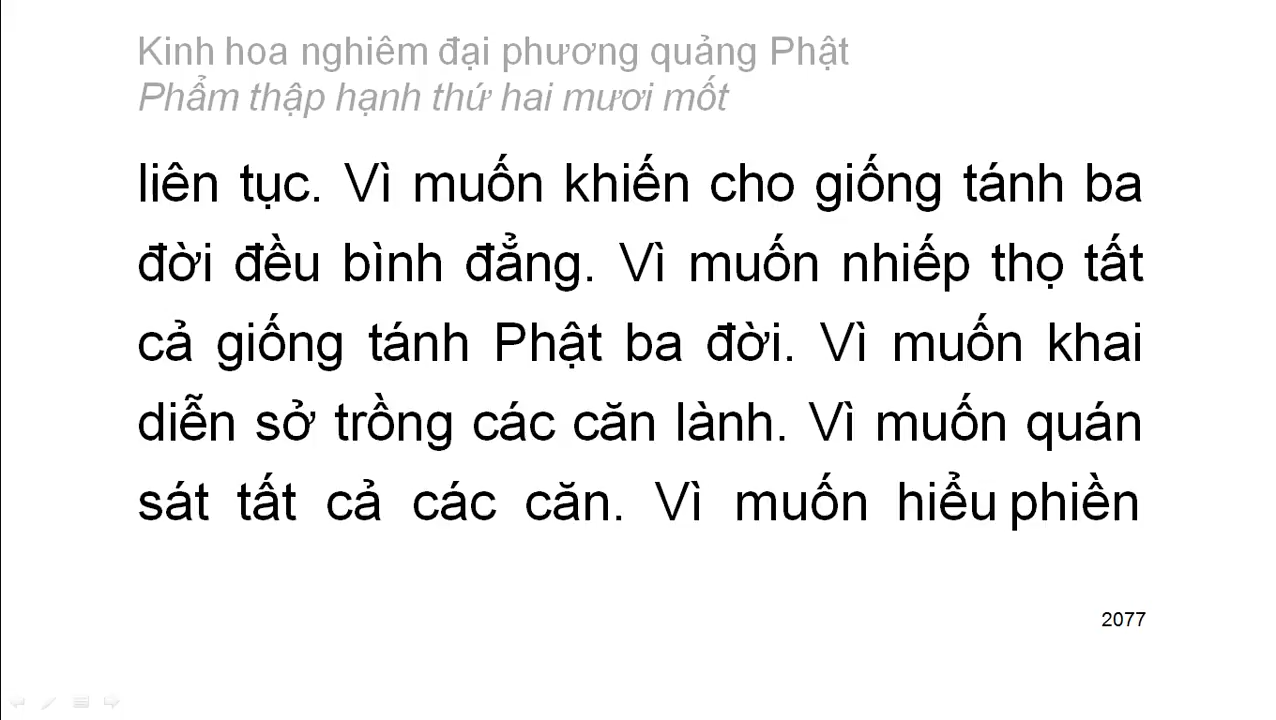 Kinh hoa nghiêm đại phương quảng Phật
Phẩm thập hạnh thứ hai mươi mốt
liên tục. Vì muốn khiến cho giống tánh ba
đời đều bình đẳng. Vì muốn nhiếp thọ tất
cả giống tánh Phật ba đời. Vì muốn khai
diễn sở trồng các căn lành. Vì muốn quán
sát tất cả các căn. Vì muốn hiểu phiền
2077